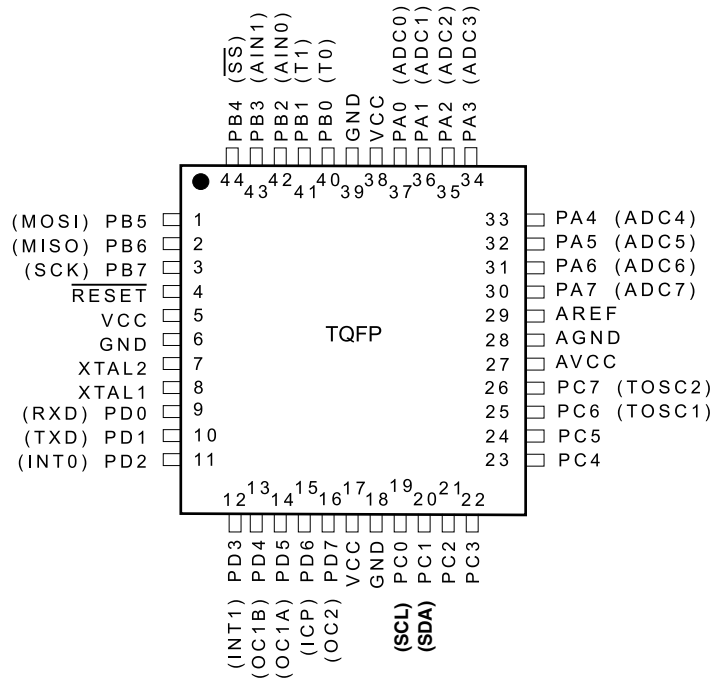 PB4 (SS)
PB3 (AIN1)
PB2 (AIN0)
PB1 (T1)
PB0 (T0)
GND
VCC
PA0 (ADC0)
PA1 (ADC1)
PA2 (ADC2)
PA3 (ADC3)
44 43 42 41 40 39 38 37 36 35 34
(MOSI) PB5 1
(MISO) PB6 2
(SCK) PB7 3
RESET 4
VCC 5
GND 6
XTAL2 7
XTAL1 8
(RXD) PD0 9
(TXD) PD1 10
(INT0) PD2 11
TQFP
33 PA4 (ADC4)
32 PA5 (ADC5)
31 PA6 (ADC6)
30 PA7 (ADC7)
29 AREF
28 AGND
27 AVCC
26 PC7 (TOSC2)
25 PC6 (TOSC1)
24 PC5
23 PC4
12 13 14 15 16 17 18 19 20 21 22
(INT1) PD3
(OC1B) PD4
(OC1A) PD5
(ICP) PD6
(OC2) PD7
VCC
GND
(SCL) PC0
(SDA) PC1
PC2
PC3